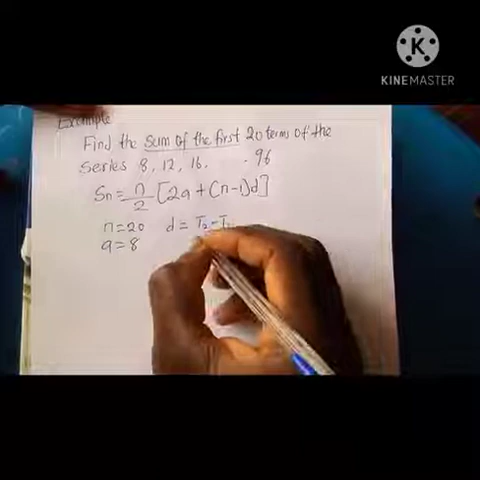 KINEMASTER
Example
Find the sum of the first 20 terms of the
Series 8, 12, 16, . . 96
Sn = n/2 [2a + (n-1)d]
n=20 d = T2 - T1
a=8